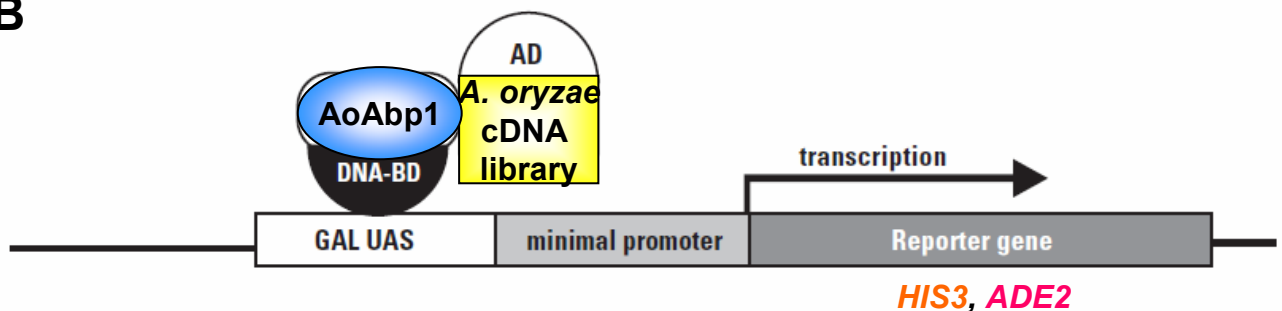 B
AD
AoAbp1
A. oryzae
cDNA
library
DNA-BD
transcription
GAL UAS
minimal promoter
Reporter gene
HIS3, ADE2